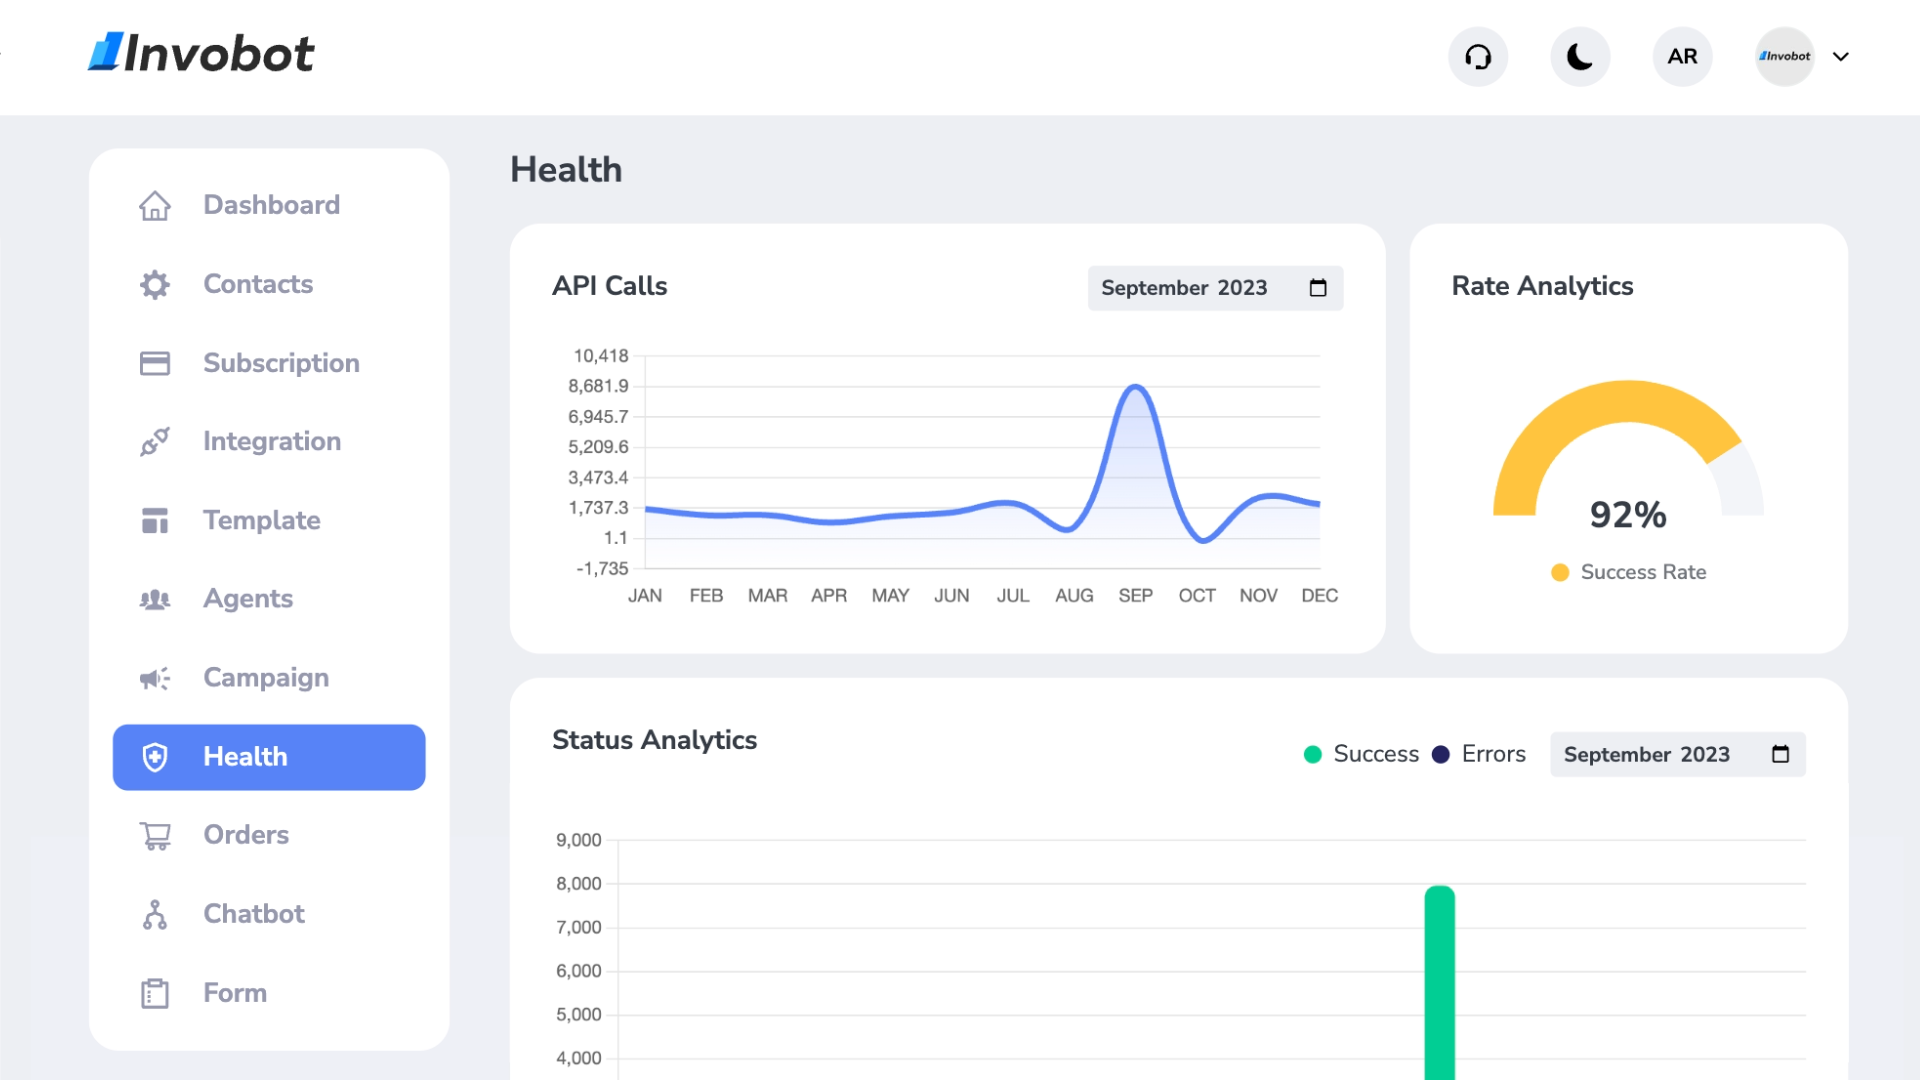 Invobot
AR
Invobot
Dashboard
Contacts
Subscription
Integration
Template
Agents
Campaign
Health
Orders
Chatbot
Form
Health
API Calls
September 2023
10,418
8,681.9
6,945.7
5,209.6
3,473.4
1,737.3
1.1
-1,735
JAN FEB MAR APR MAY JUN JUL AUG SEP OCT NOV DEC
Rate Analytics
92%
Success Rate
Status Analytics
Success Errors
September 2023
9,000
8,000
7,000
6,000
5,000
4,000